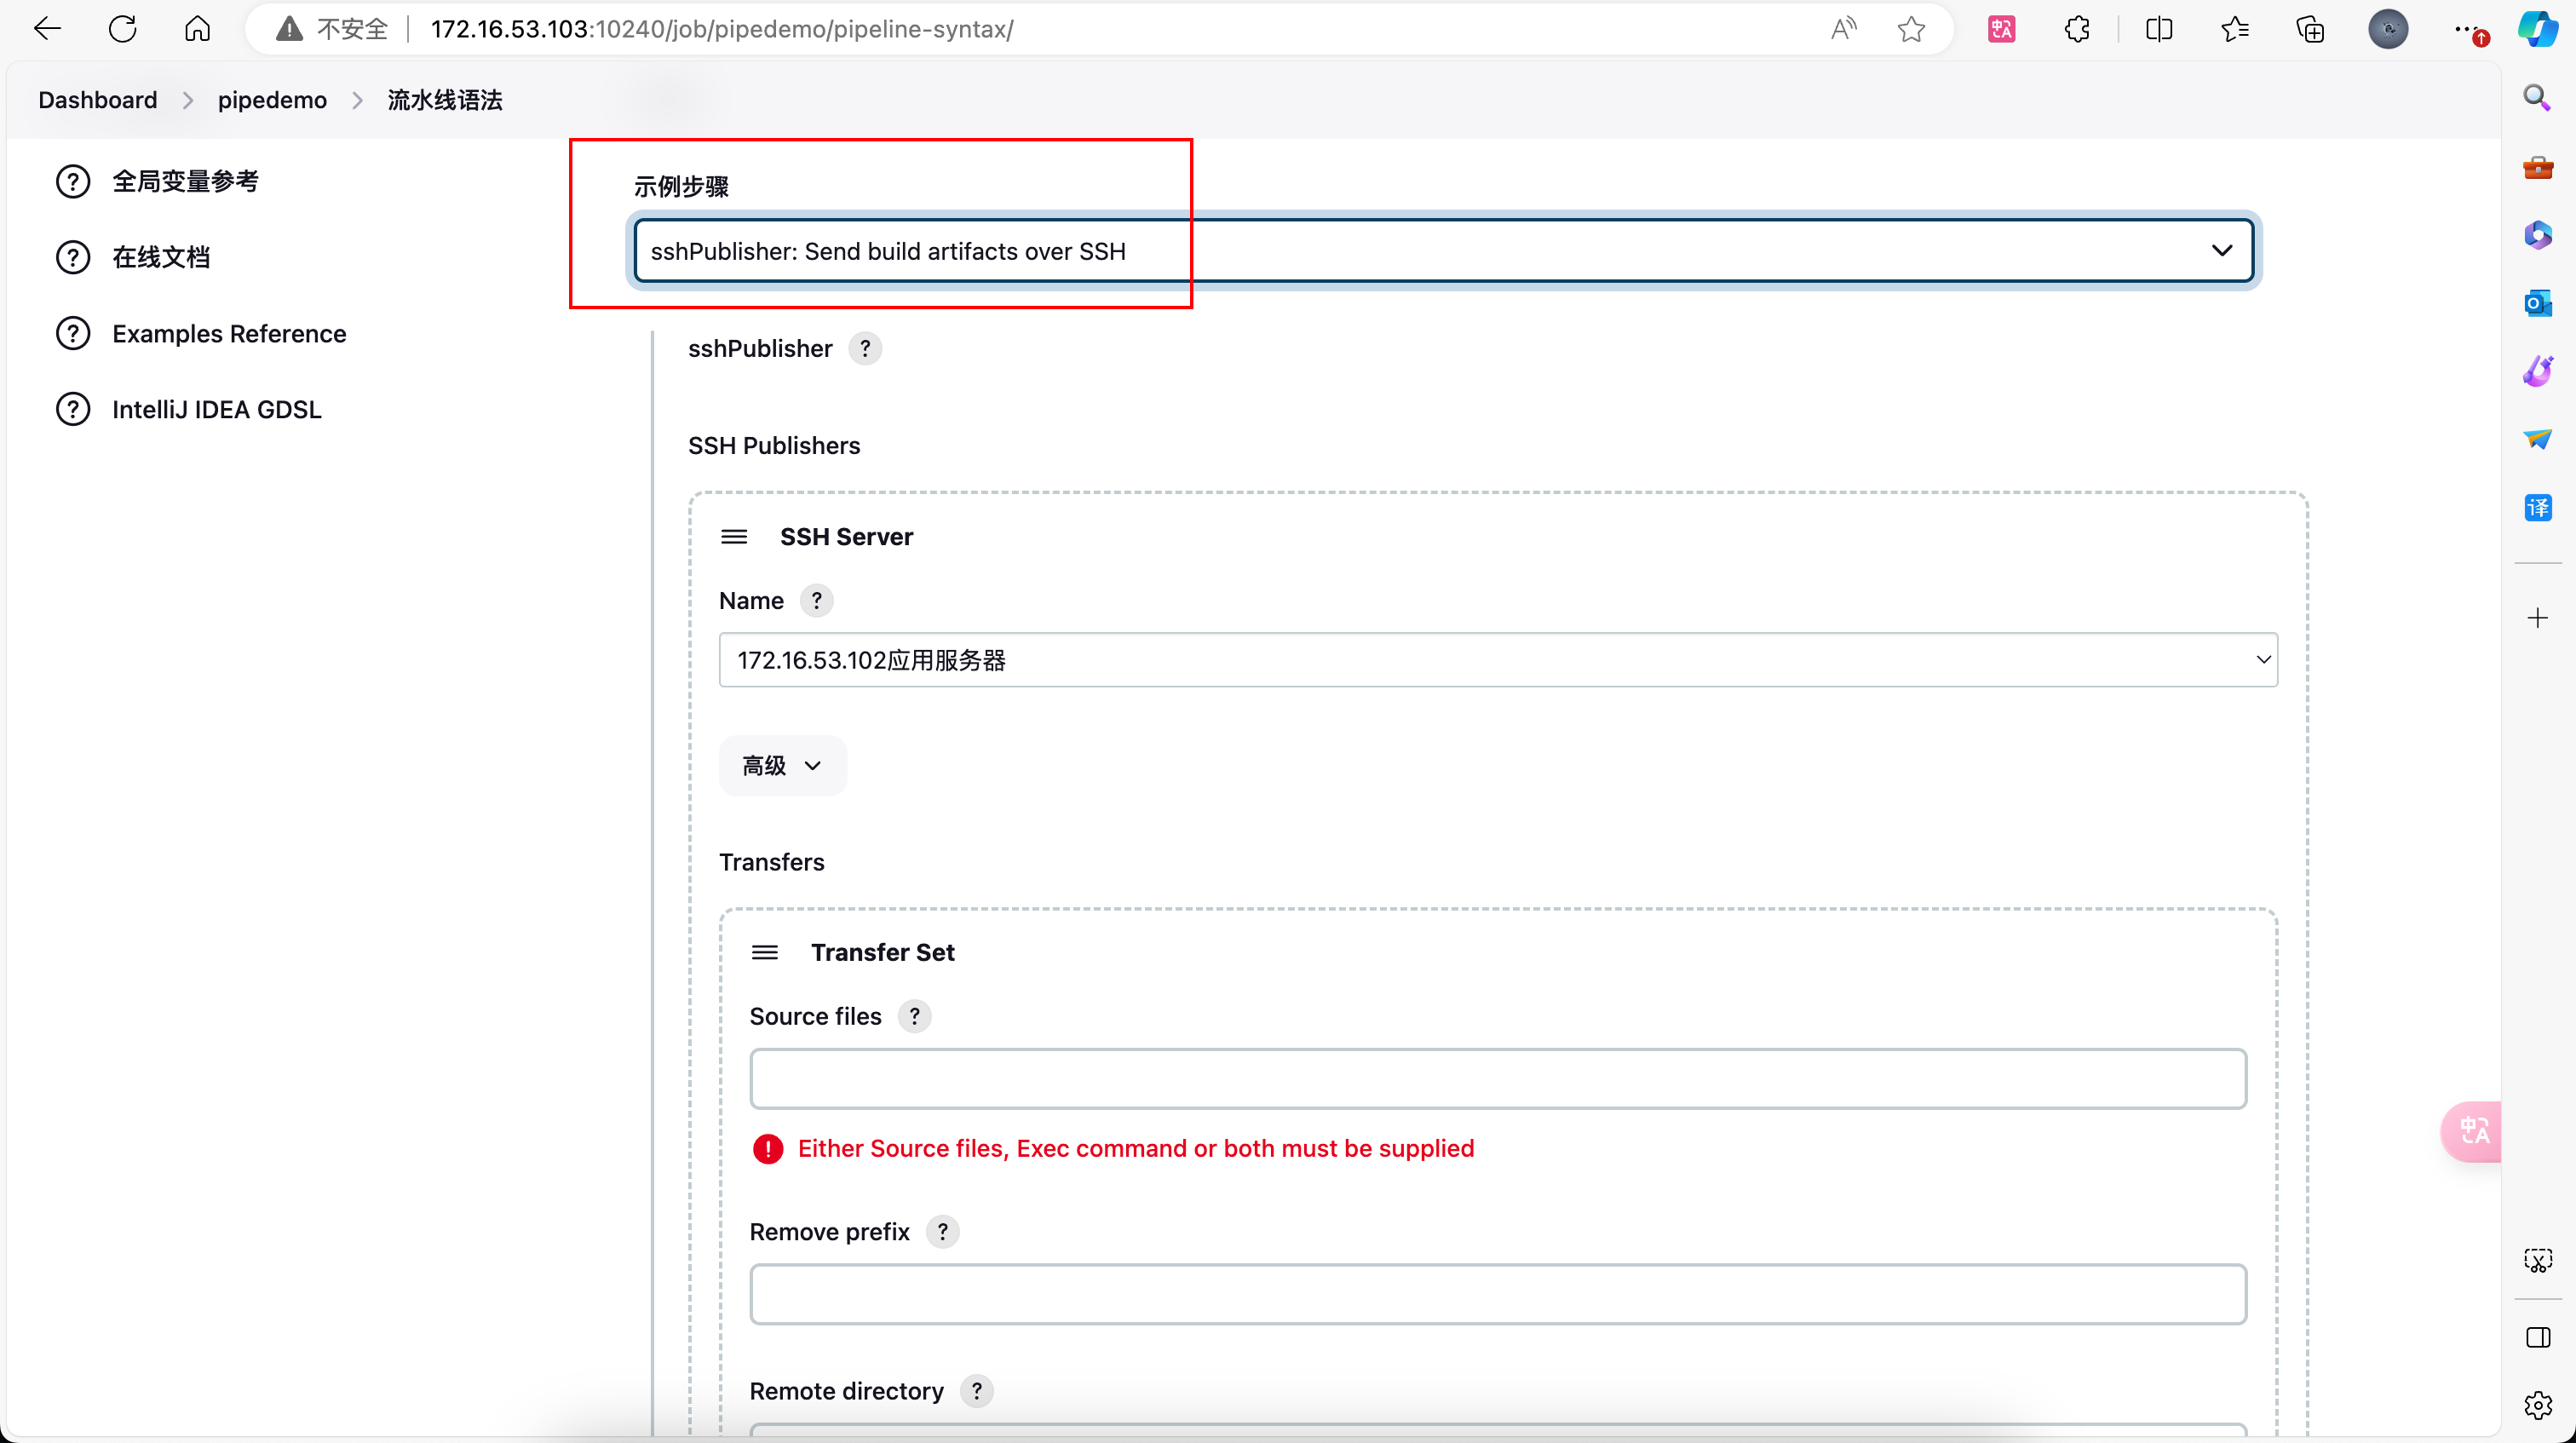 不安全 172.16.53.103:10240/job/pipedemo/pipeline-syntax/
Dashboard pipedemo 流水线语法
全局变量参考
在线文档
Examples Reference
IntelliJ IDEA GDSL
示例步骤
sshPublisher: Send build artifacts over SSH
sshPublisher ?
SSH Publishers
SSH Server
Name ?
172.16.53.102应用服务器
高级
Transfers
Transfer Set
Source files ?
Either Source files, Exec command or both must be supplied
Remove prefix ?
Remote directory ?
译